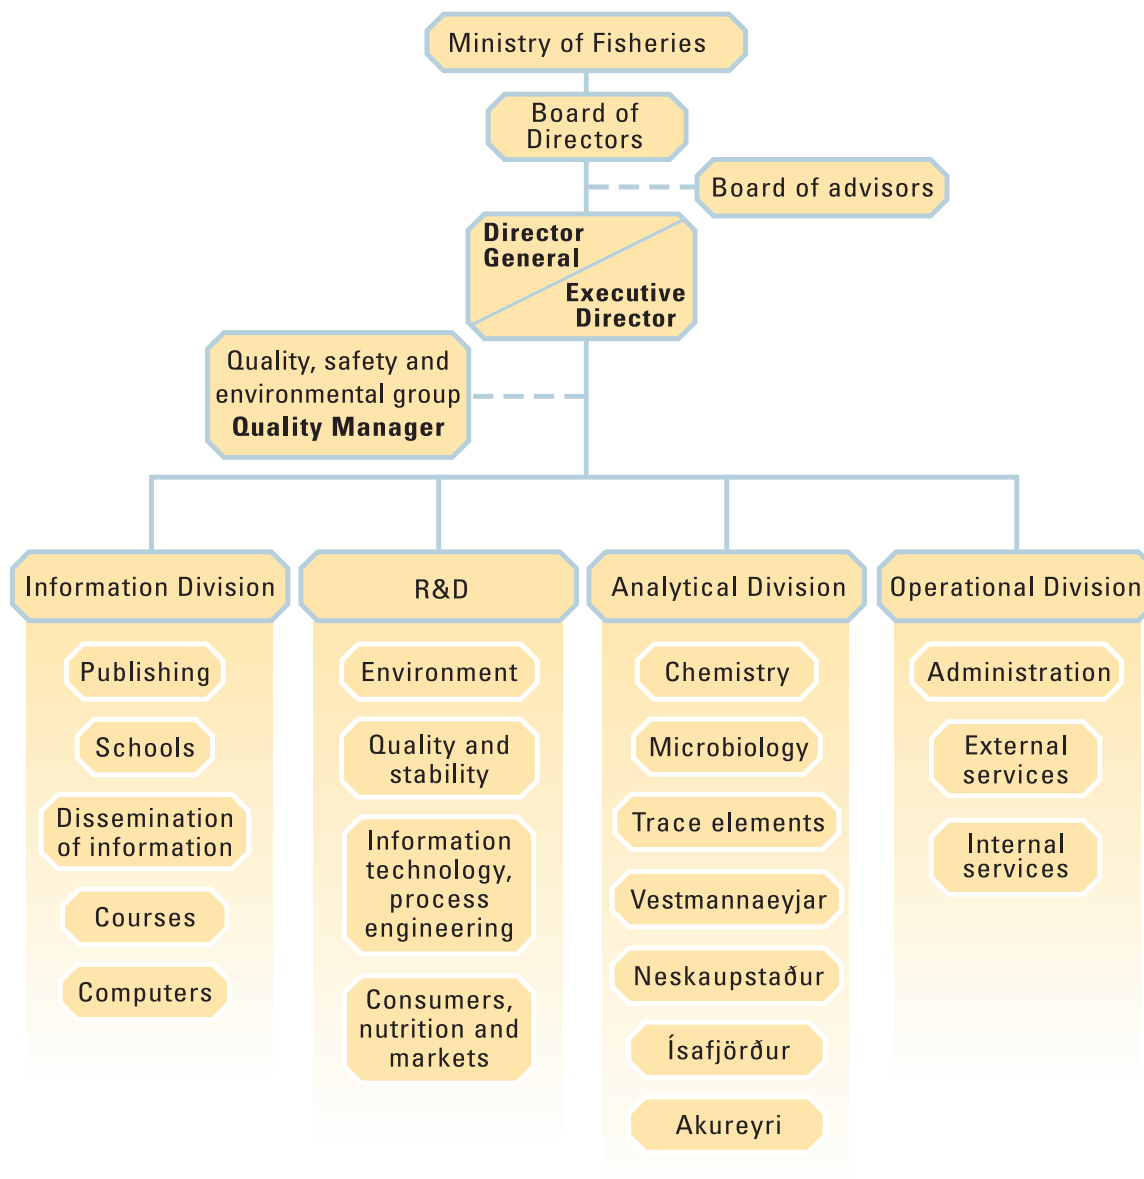 Ministry of Fisheries
Board of
Directors
Board of advisors
Director
General
Executive
Director
Quality, safety and
environmental group
Quality Manager
Information Division
R&D
Analytical Division
Operational Division
Publishing
Schools
Dissemination
of information
Courses
Computers
Environment
Quality and
stability
Information
technology,
process
engineering
Consumers,
nutrition and
markets
Chemistry
Microbiology
Trace elements
Vestmannaeyjar
Neskaupstaður
Ísafjörður
Akureyri
Administration
External
services
Internal
services